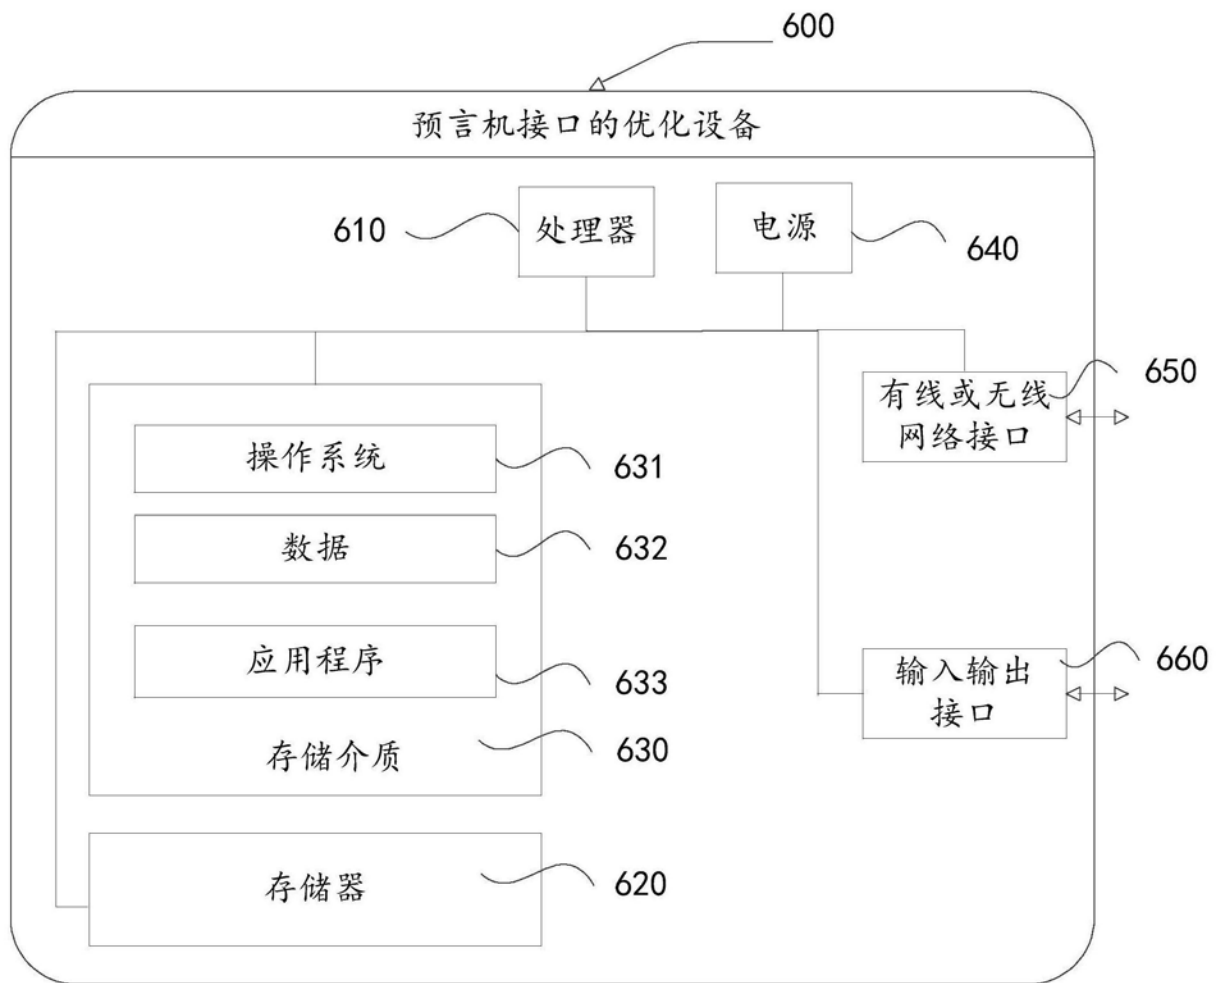 600
预言机接口的优化设备
610
处理器
电源
640
有线或无线
网络接口
650
操作系统
631
数据
632
应用程序
633
存储介质
630
输入输出
接口
660
存储器
620